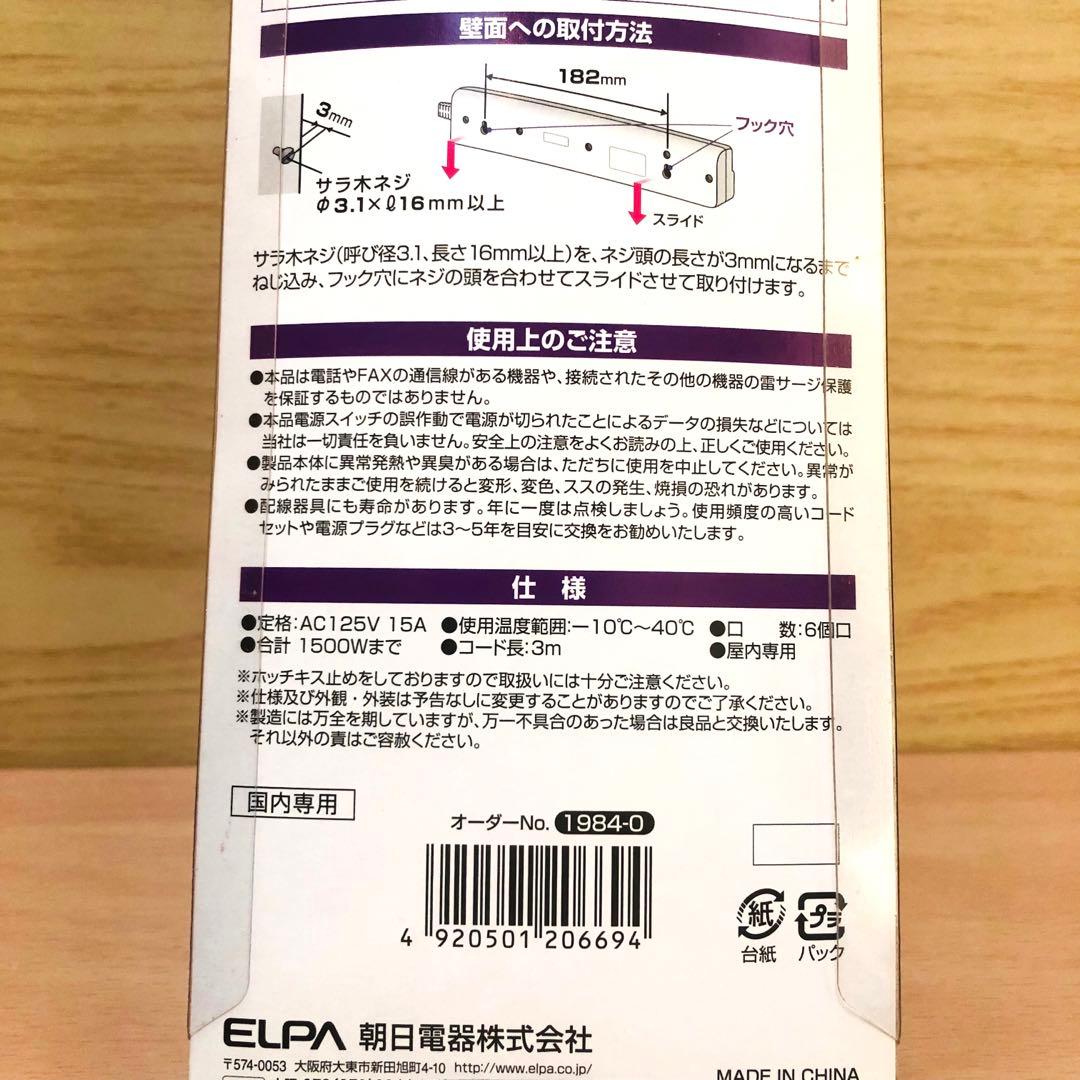 壁面への取付方法
182mm
3mm
フック穴
サラ木ネジ
φ3.1×ℓ16mm以上
スライド
サラ木ネジ(呼び径3.1、長さ16mm以上)を、ネジ頭の長さが3mmになるまで
ねじ込み、フック穴にネジの頭を合わせてスライドさせて取り付けます。
使用上のご注意
●本品は電話やFAXの通信線がある機器や、接続されたその他の機器の雷サージ保護
を保証するものではありません。
●本品電源スイッチの誤作動で電源が切られたことによるデータの損失などについては
当社は一切責任を負いません。安全上の注意をよくお読みの上、正しくご使用ください。
●製品本体に異常発熱や異臭がある場合は、ただちに使用を中止してください。異常が
みられたままご使用を続けると変形、変色、ススの発生、焼損の恐れがあります。
●配線器具にも寿命があります。年に一度は点検しましょう。使用頻度の高いコード
セットや電源プラグなどは3〜5年を目安に交換をお勧めいたします。
仕 様
●定格:AC125V 15A ●使用温度範囲:−10℃〜40℃ ●口 数:6個口
●合計 1500Wまで ●コード長:3m ●屋内専用
※ホッチキス止めをしておりますので取扱いには十分ご注意ください。
※仕様及び外観・外装は予告なしに変更することがありますのでご了承ください。
※製造には万全を期していますが、万一不具合のあった場合は良品と交換いたします。
それ以外の責はご容赦ください。
国内専用
オーダーNo. 1984-0
4 920501 206694
紙 プラ
台紙 パック
ELPA 朝日電器株式会社
〒574-0053 大阪府大東市新田旭町4-10 http://www.elpa.co.jp/
MADE IN CHINA